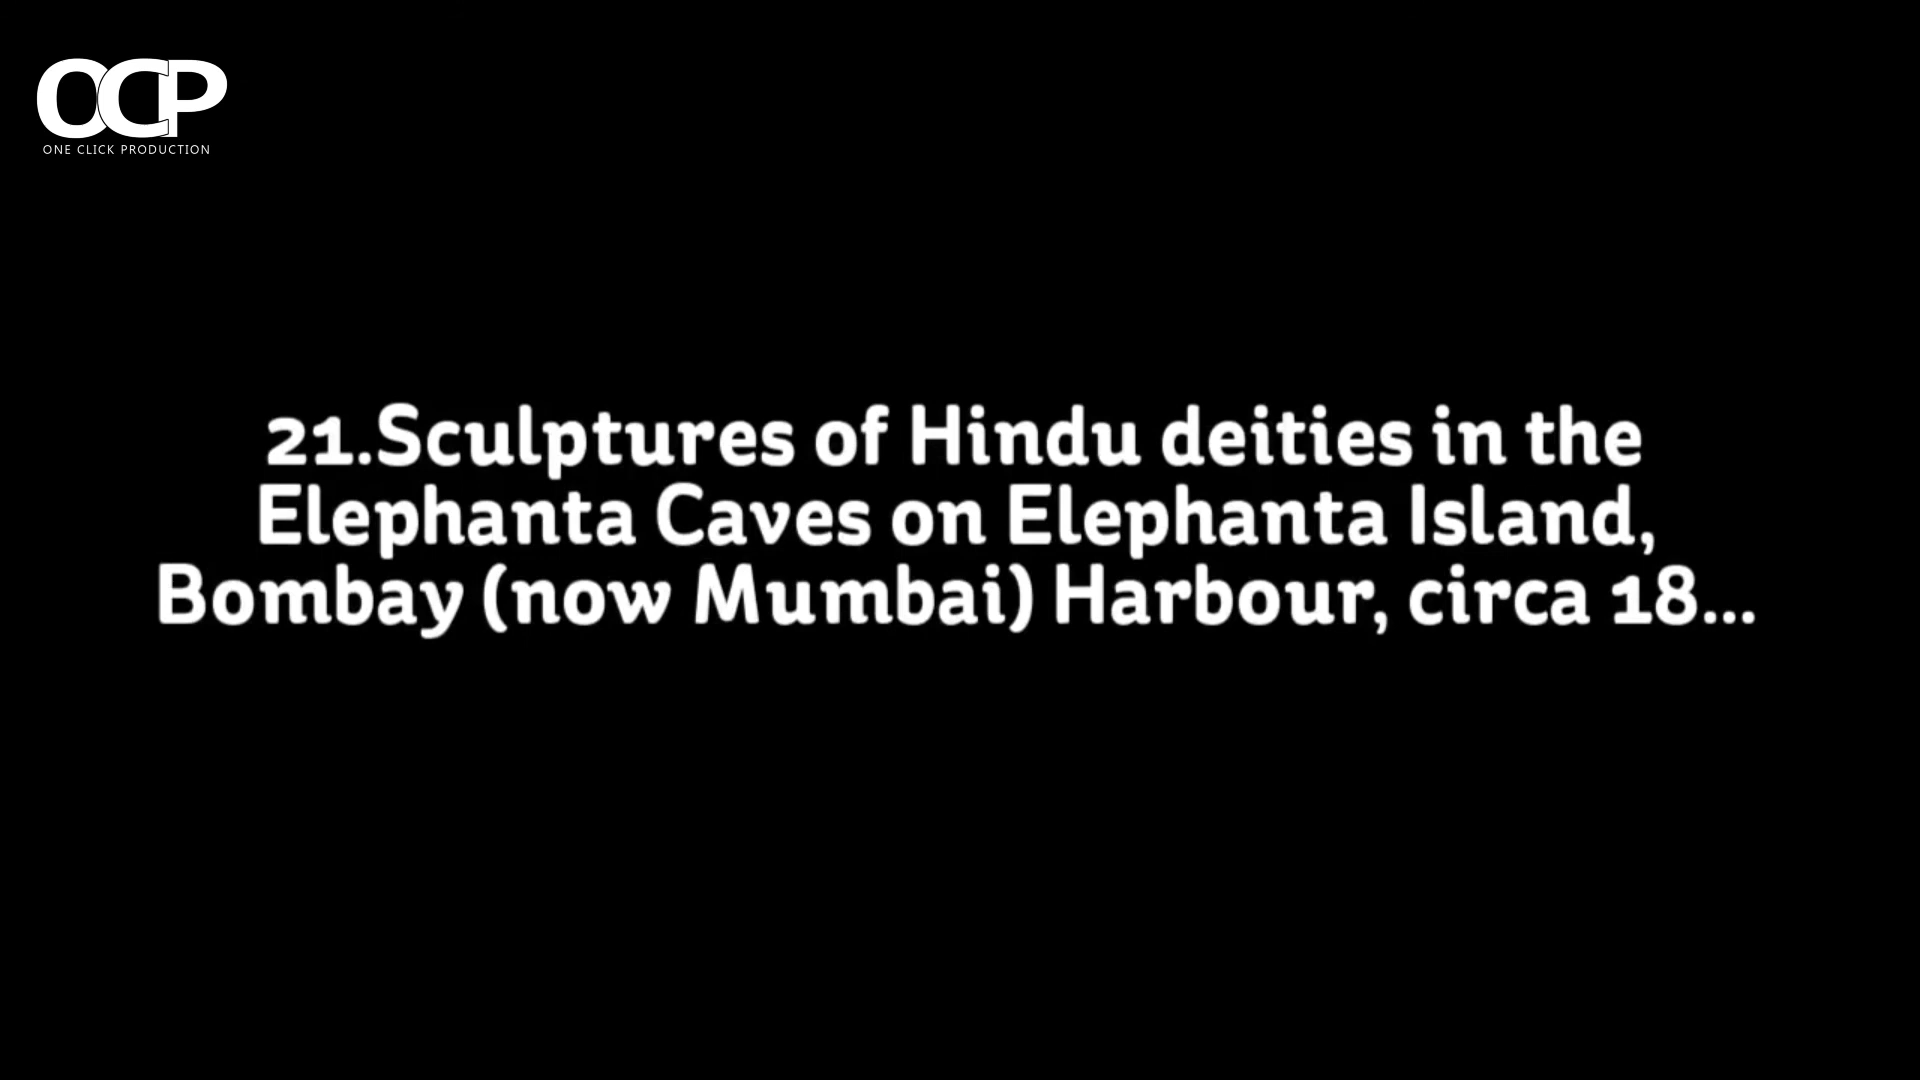 OCP
ONE CLICK PRODUCTION
21.Sculptures of Hindu deities in the
Elephanta Caves on Elephanta Island,
Bombay (now Mumbai) Harbour, circa 18...